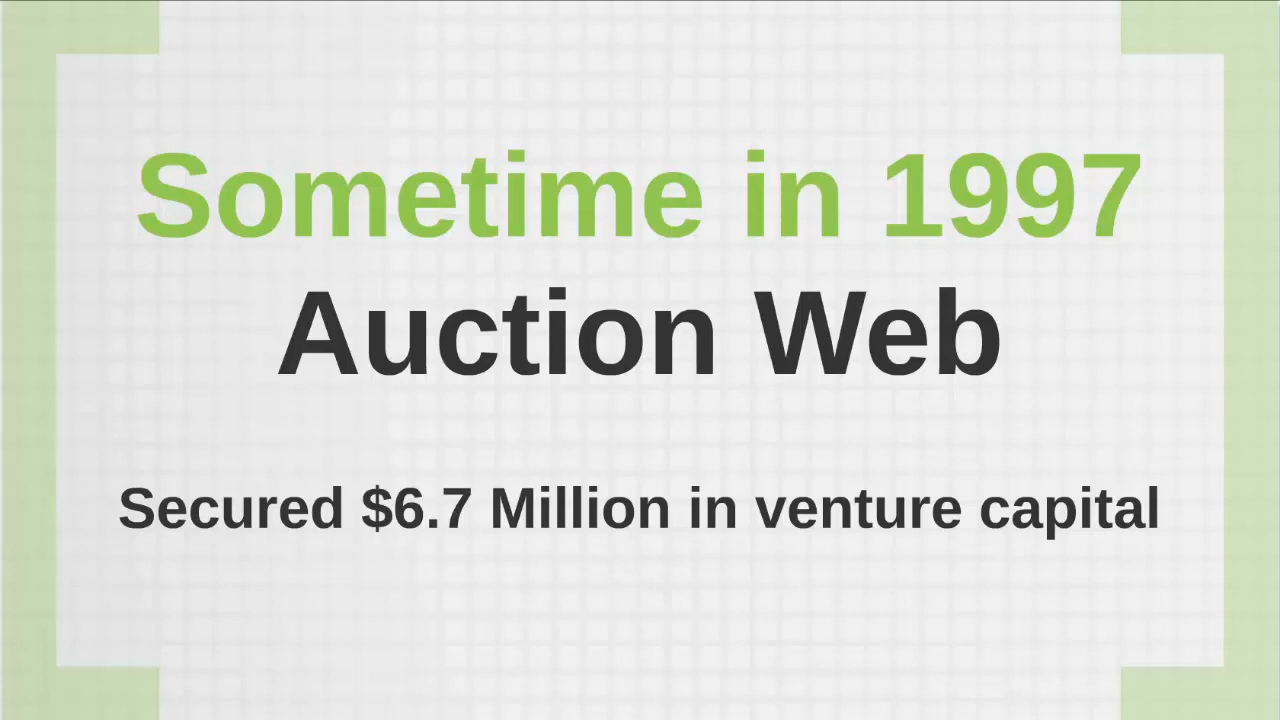 Sometime in 1997
Auction Web
Secured $6.7 Million in venture capital